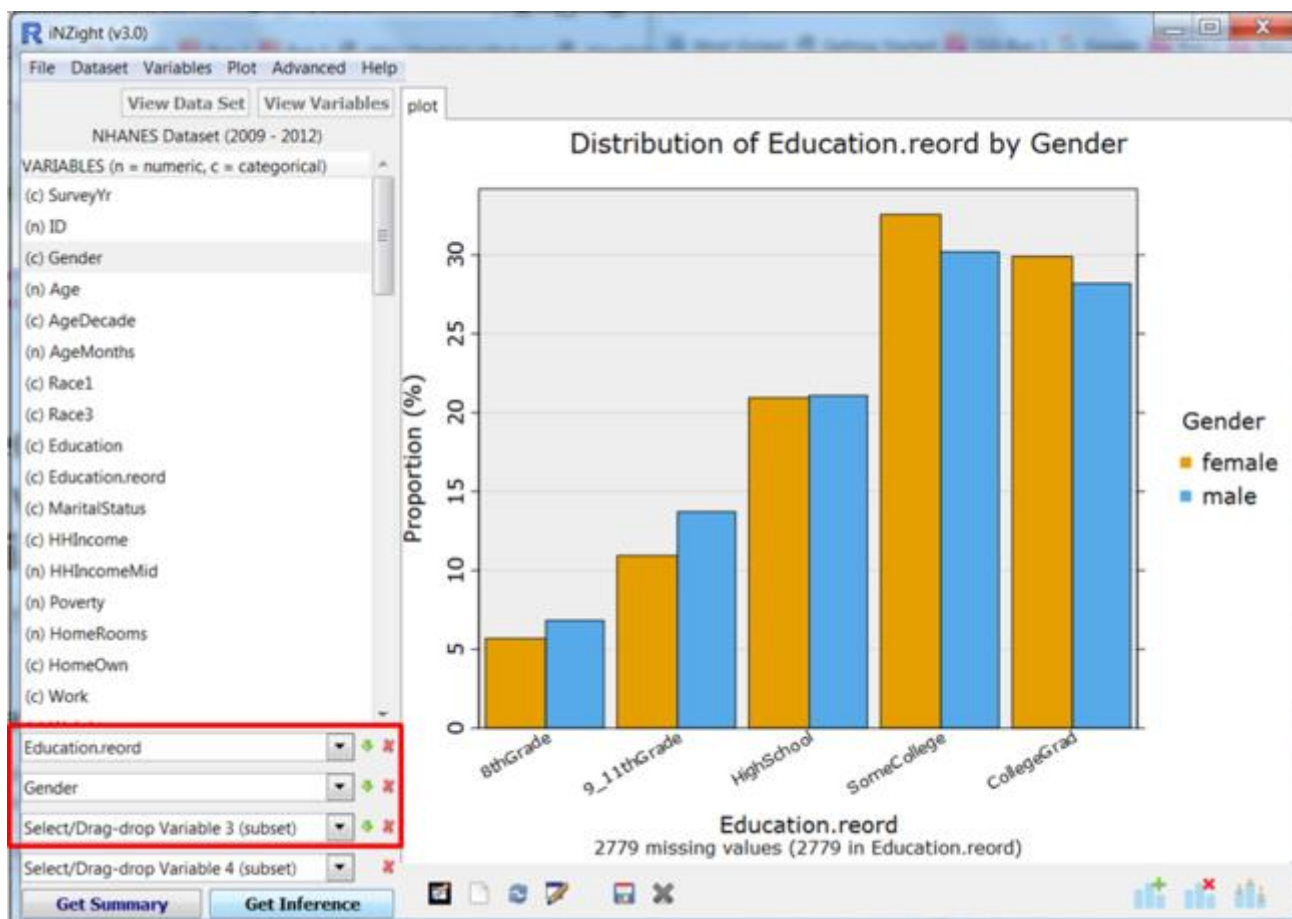 iNZight (v3.0)
File Dataset Variables Plot Advanced Help
View Data Set View Variables
NHANES Dataset (2009 - 2012)
VARIABLES (n = numeric, c = categorical)
(c) SurveyYr
(n) ID
(c) Gender
(n) Age
(c) AgeDecade
(n) AgeMonths
(c) Race1
(c) Race3
(c) Education
(c) Education.reord
(c) MaritalStatus
(c) HHIncome
(n) HHIncomeMid
(n) Poverty
(n) HomeRooms
(c) HomeOwn
(c) Work
Education.reord
Gender
Select/Drag-drop Variable 3 (subset)
Select/Drag-drop Variable 4 (subset)
Get Summary Get Inference
plot
Distribution of Education.reord by Gender
Proportion (%)
30
25
20
15
10
5
0
8thGrade 9_11thGrade HighSchool SomeCollege CollegeGrad
Education.reord
2779 missing values (2779 in Education.reord)
Gender
female
male